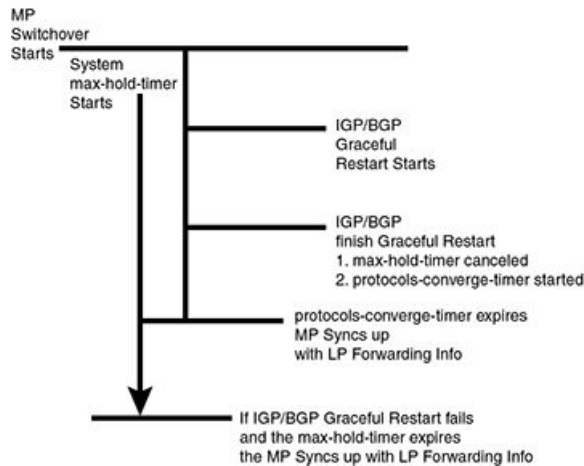 MP
Switchover
Starts
System
max-hold-timer
Starts
IGP/BGP
Graceful
Restart Starts
IGP/BGP
finish Graceful Restart
1. max-hold-timer canceled
2. protocols-converge-timer started
protocols-converge-timer expires
MP Syncs up
with LP Forwarding Info
If IGP/BGP Graceful Restart fails
and the max-hold-timer expires
the MP Syncs up with LP Forwarding Info